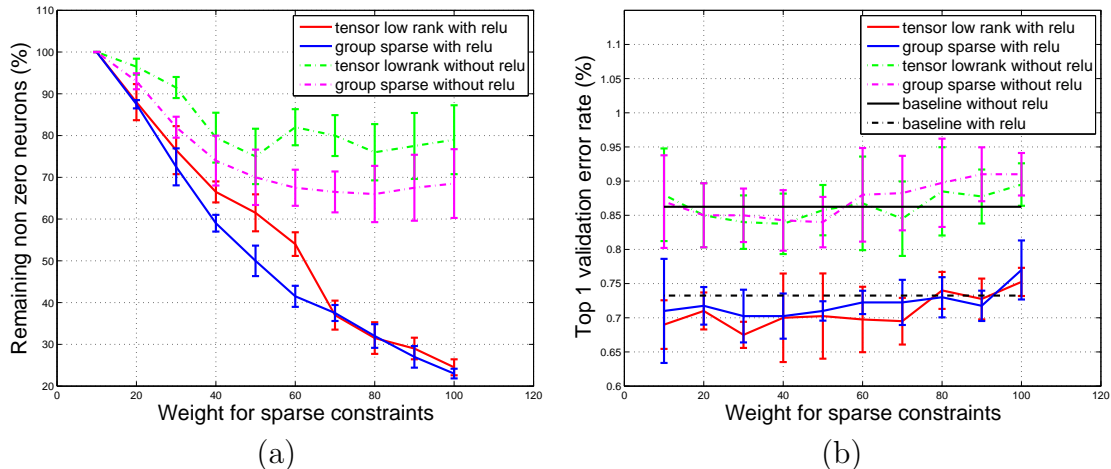 Remaining non zero neurons (%)
100
90
80
70
60
50
40
30
20
0
20
40
60
80
100
120
Weight for sparse constraints
tensor low rank with relu
group sparse with relu
tensor lowrank without relu
group sparse without relu
(a)
Top 1 validation error rate (%)
1.1
1.05
1
0.95
0.9
0.85
0.8
0.75
0.7
0.65
0.6
0
20
40
60
80
100
120
Weight for sparse constraints
tensor low rank with relu
group sparse with relu
tensor lowrank without relu
group sparse without relu
baseline without relu
baseline with relu
(b)